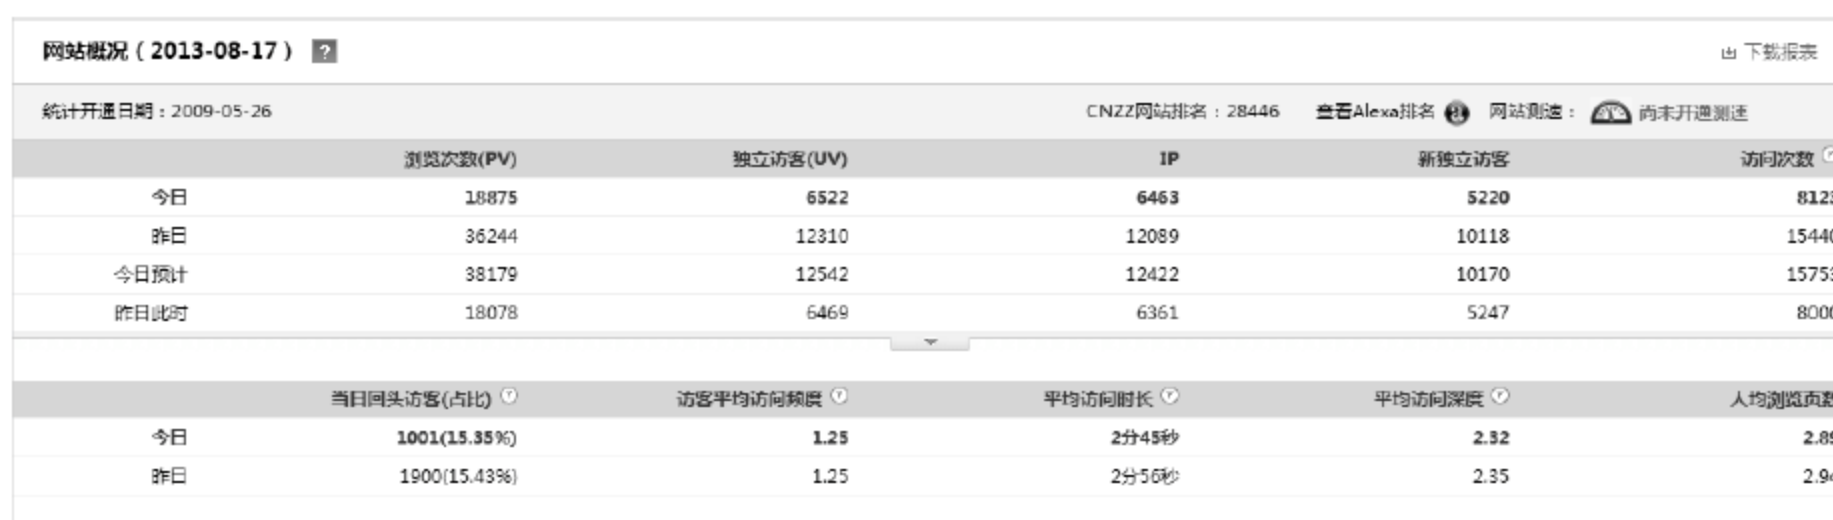 网站概况（2013-08-17） ?
下载报表
统计开通日期：2009-05-26 CNZZ网站排名：28446 查看Alexa排名 网站测速： 尚未开通测速
浏览次数(PV) 独立访客(UV) IP 新独立访客 访问次数
今日 18875 6522 6463 5220
昨日 36244 12310 12089 10118
今日预计 38179 12542 12422 10170
昨日此时 18078 6469 6361 5247
当日回头访客(占比) 访客平均访问频度 平均访问时长 平均访问深度 人均浏览页数
今日 1001(15.35%) 1.25 2分45秒 2.32
昨日 1900(15.43%) 1.25 2分56秒 2.35